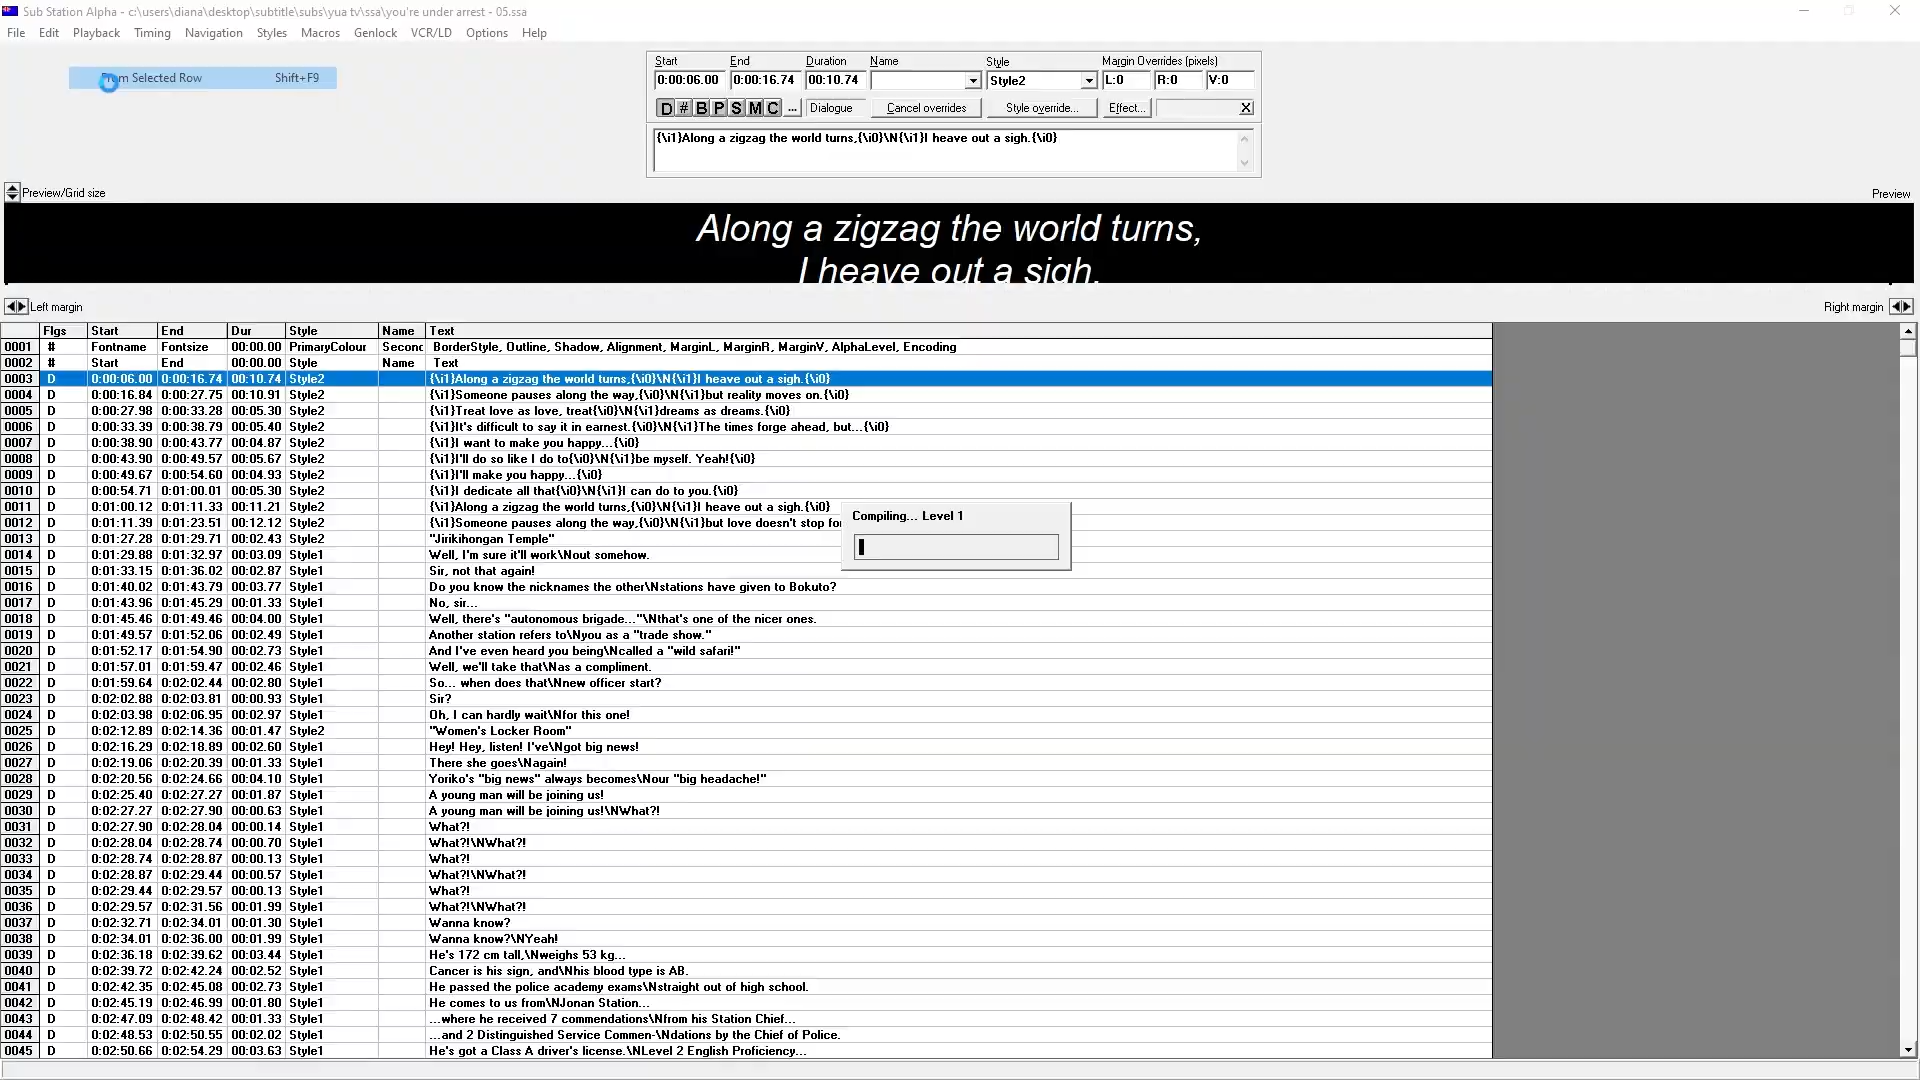 Sub Station Alpha - c:\users\diana\desktop\subtitle\subs\yua tv\ssa\you're under arrest - 05.ssa
File Edit Playback Timing Navigation Styles Macros Genlock VCR/LD Options Help
Selected Row Shift+F9
Start End Duration Name Style Margin Overrides (pixels)
0:00:06.00 0:00:16.74 00:10.74 Style2 L:0 R:0 V:0
D # B P S M C ... Dialogue Cancel overrides Style override... Effect... X
{\i1}Along a zigzag the world turns,{\i0}\N{\i1}I heave out a sigh.{\i0}
Preview/Grid size Preview
Along a zigzag the world turns,
I heave out a sigh.
Left margin Right margin
Flgs Start End Dur Style Name Text
0001 # Fontname Fontsize 00:00.00 PrimaryColour Second BorderStyle, Outline, Shadow, Alignment, MarginL, MarginR, MarginV, AlphaLevel, Encoding
0002 # Start End 00:00.00 Style Name Text
0003 D 0:00:06.00 0:00:16.74 00:10.74 Style2 {\i1}Along a zigzag the world turns,{\i0}\N{\i1}I heave out a sigh.{\i0}
0004 D 0:00:16.84 0:00:27.75 00:10.91 Style2 {\i1}Someone pauses along the way,{\i0}\N{\i1}but reality moves on.{\i0}
0005 D 0:00:27.98 0:00:33.28 00:05.30 Style2 {\i1}Treat love as love, treat{\i0}\N{\i1}dreams as dreams.{\i0}
0006 D 0:00:33.39 0:00:38.79 00:05.40 Style2 {\i1}It's difficult to say it in earnest.{\i0}\N{\i1}The times forge ahead, but...{\i0}
0007 D 0:00:38.90 0:00:43.77 00:04.87 Style2 {\i1}I want to make you happy...{\i0}
0008 D 0:00:43.90 0:00:49.57 00:05.67 Style2 {\i1}I'll do so like I do to{\i0}\N{\i1}be myself. Yeah!{\i0}
0009 D 0:00:49.67 0:00:54.60 00:04.93 Style2 {\i1}I'll make you happy...{\i0}
0010 D 0:00:54.71 0:01:00.01 00:05.30 Style2 {\i1}I dedicate all that{\i0}\N{\i1}I can do to you.{\i0}
0011 D 0:01:00.12 0:01:11.33 00:11.21 Style2 {\i1}Along a zigzag the world turns,{\i0}\N{\i1}I heave out a sigh.{\i0}
0012 D 0:01:11.39 0:01:23.51 00:12.12 Style2 {\i1}Someone pauses along the way,{\i0}\N{\i1}but love doesn't stop for
Compiling... Level 1
0013 D 0:01:27.28 0:01:29.71 00:02.43 Style2 "Jirikihongan Temple"
0014 D 0:01:29.88 0:01:32.97 00:03.09 Style1 Well, I'm sure it'll work\Nout somehow.
0015 D 0:01:33.15 0:01:36.02 00:02.87 Style1 Sir, not that again!
0016 D 0:01:40.02 0:01:43.79 00:03.77 Style1 Do you know the nicknames the other\Nstations have given to Bokuto?
0017 D 0:01:43.96 0:01:45.29 00:01.33 Style1 No, sir...
0018 D 0:01:45.46 0:01:49.46 00:04.00 Style1 Well, there's "autonomous brigade..."\Nthat's one of the nicer ones.
0019 D 0:01:49.57 0:01:52.06 00:02.49 Style1 Another station refers to\Nyou as a "trade show."
0020 D 0:01:52.17 0:01:54.90 00:02.73 Style1 And I've even heard you being\Ncalled a "wild safari!"
0021 D 0:01:57.01 0:01:59.47 00:02.46 Style1 Well, we'll take that\Nas a compliment.
0022 D 0:01:59.64 0:02:02.44 00:02.80 Style1 So... when does that\Nnew officer start?
0023 D 0:02:02.88 0:02:03.81 00:00.93 Style1 Sir?
0024 D 0:02:03.98 0:02:06.95 00:02.97 Style1 Oh, I can hardly wait\Nfor this one!
0025 D 0:02:12.89 0:02:14.36 00:01.47 Style2 "Women's Locker Room"
0026 D 0:02:16.29 0:02:18.89 00:02.60 Style1 Hey! Hey, listen! I've\Ngot big news!
0027 D 0:02:19.06 0:02:20.39 00:01.33 Style1 There she goes\Nagain!
0028 D 0:02:20.56 0:02:24.66 00:04.10 Style1 Yoriko's "big news" always becomes\Nour "big headache!"
0029 D 0:02:25.40 0:02:27.27 00:01.87 Style1 A young man will be joining us!
0030 D 0:02:27.27 0:02:27.90 00:00.63 Style1 A young man will be joining us!\NWhat?!
0031 D 0:02:27.90 0:02:28.04 00:00.14 Style1 What?!
0032 D 0:02:28.04 0:02:28.74 00:00.70 Style1 What?!\NWhat?!
0033 D 0:02:28.74 0:02:28.87 00:00.13 Style1 What?!
0034 D 0:02:28.87 0:02:29.44 00:00.57 Style1 What?!\NWhat?!
0035 D 0:02:29.44 0:02:29.57 00:00.13 Style1 What?!
0036 D 0:02:29.57 0:02:31.56 00:01.99 Style1 What?!\NWhat?!
0037 D 0:02:32.71 0:02:34.01 00:01.30 Style1 Wanna know?
0038 D 0:02:34.01 0:02:36.00 00:01.99 Style1 Wanna know?\NYeah!
0039 D 0:02:36.18 0:02:39.62 00:03.44 Style1 He's 172 cm tall,\Nweighs 53 kg...
0040 D 0:02:39.72 0:02:42.24 00:02.52 Style1 Cancer is his sign, and\Nhis blood type is AB.
0041 D 0:02:42.35 0:02:45.08 00:02.73 Style1 He passed the police academy exams\Nstraight out of high school.
0042 D 0:02:45.19 0:02:46.99 00:01.80 Style1 He comes to us from\NJonan Station...
0043 D 0:02:47.09 0:02:48.42 00:01.33 Style1 ...where he received 7 commendations\Nfrom his Station Chief...
0044 D 0:02:48.53 0:02:50.55 00:02.02 Style1 ...and 2 Distinguished Service Commen-\Ndations by the Chief of Police.
0045 D 0:02:50.66 0:02:54.29 00:03.63 Style1 He's got a Class A driver's license.\NLevel 2 English Proficiency...